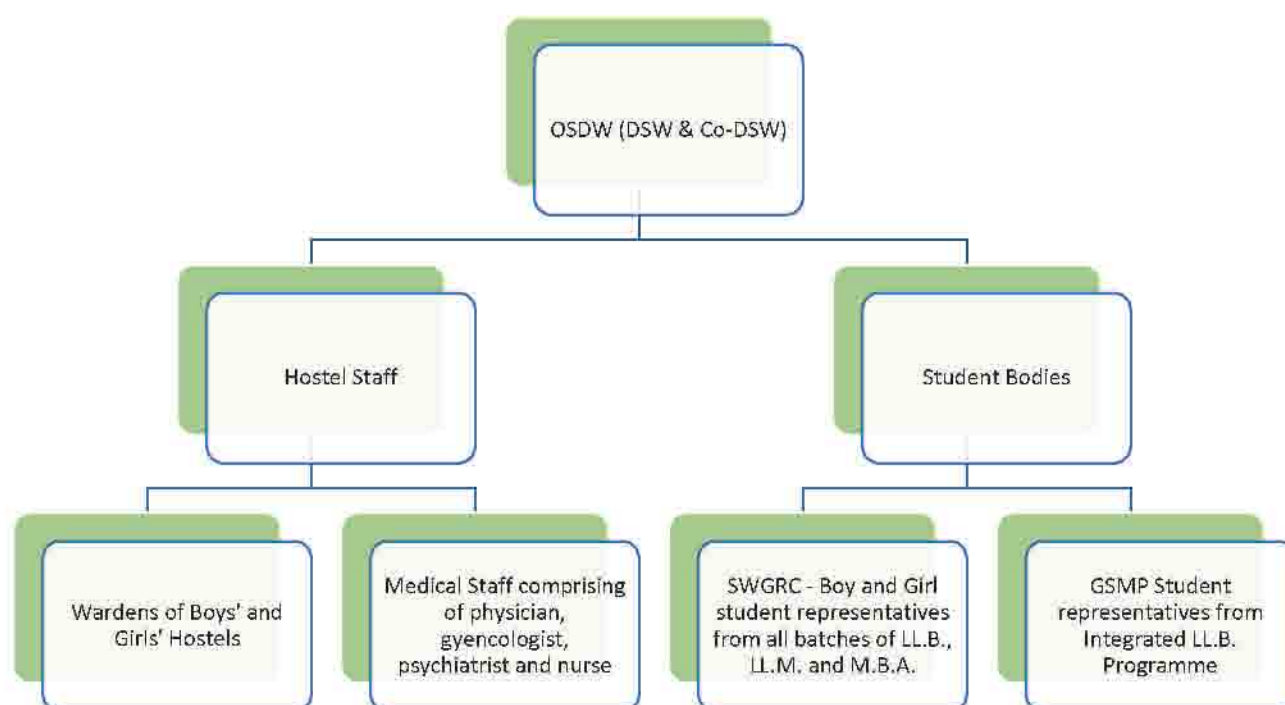 OSDW (DSW & Co-DSW)
Hostel Staff
Student Bodies
Wardens of Boys' and
Girls' Hostels
Medical Staff comprising
of physician,
gyencologist,
psychiatrist and nurse
SWGRC - Boy and Girl
student representatives
from all batches of LL.B.,
LL.M. and M.B.A.
GSMP Student
representatives from
Integrated LL.B.
Programme